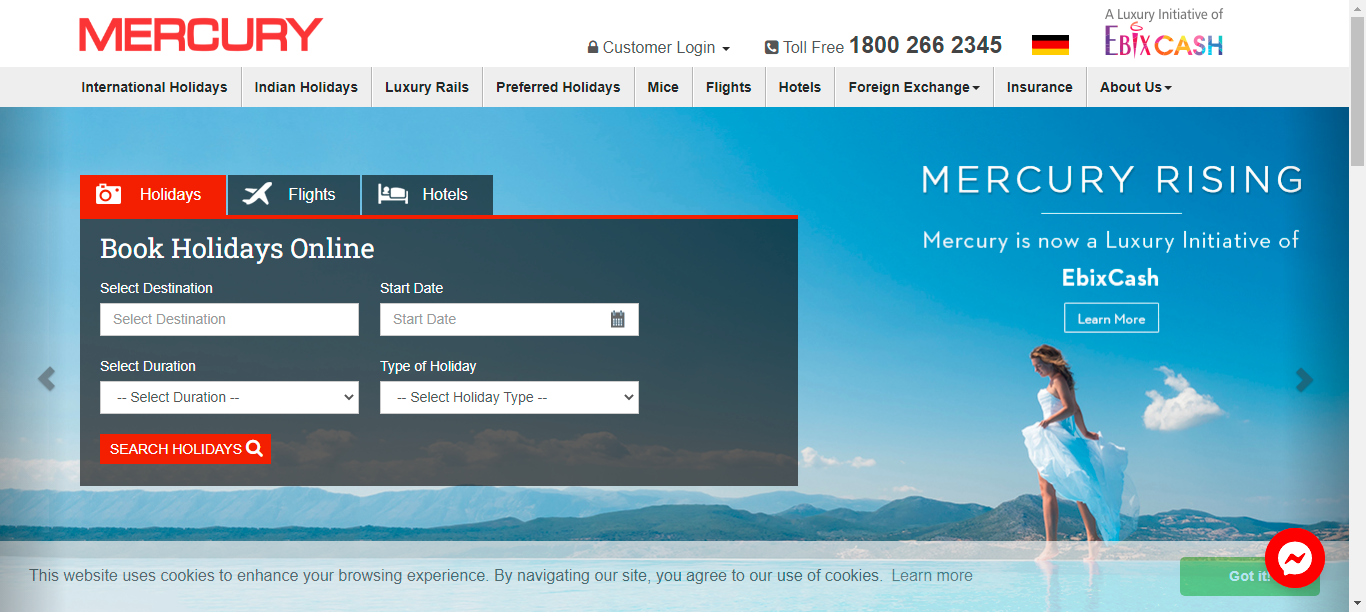 MERCURY
Customer Login
Toll Free 1800 266 2345
A Luxury Initiative of
EBIXCASH
International Holidays
Indian Holidays
Luxury Rails
Preferred Holidays
Mice
Flights
Hotels
Foreign Exchange
Insurance
About Us
Holidays
Flights
Hotels
Book Holidays Online
Select Destination
Start Date
Select Destination
Start Date
Select Duration
Type of Holiday
-- Select Duration --
-- Select Holiday Type --
SEARCH HOLIDAYS
MERCURY RISING
Mercury is now a Luxury Initiative of
EbixCash
Learn More
This website uses cookies to enhance your browsing experience. By navigating our site, you agree to our use of cookies. Learn more
Got it!